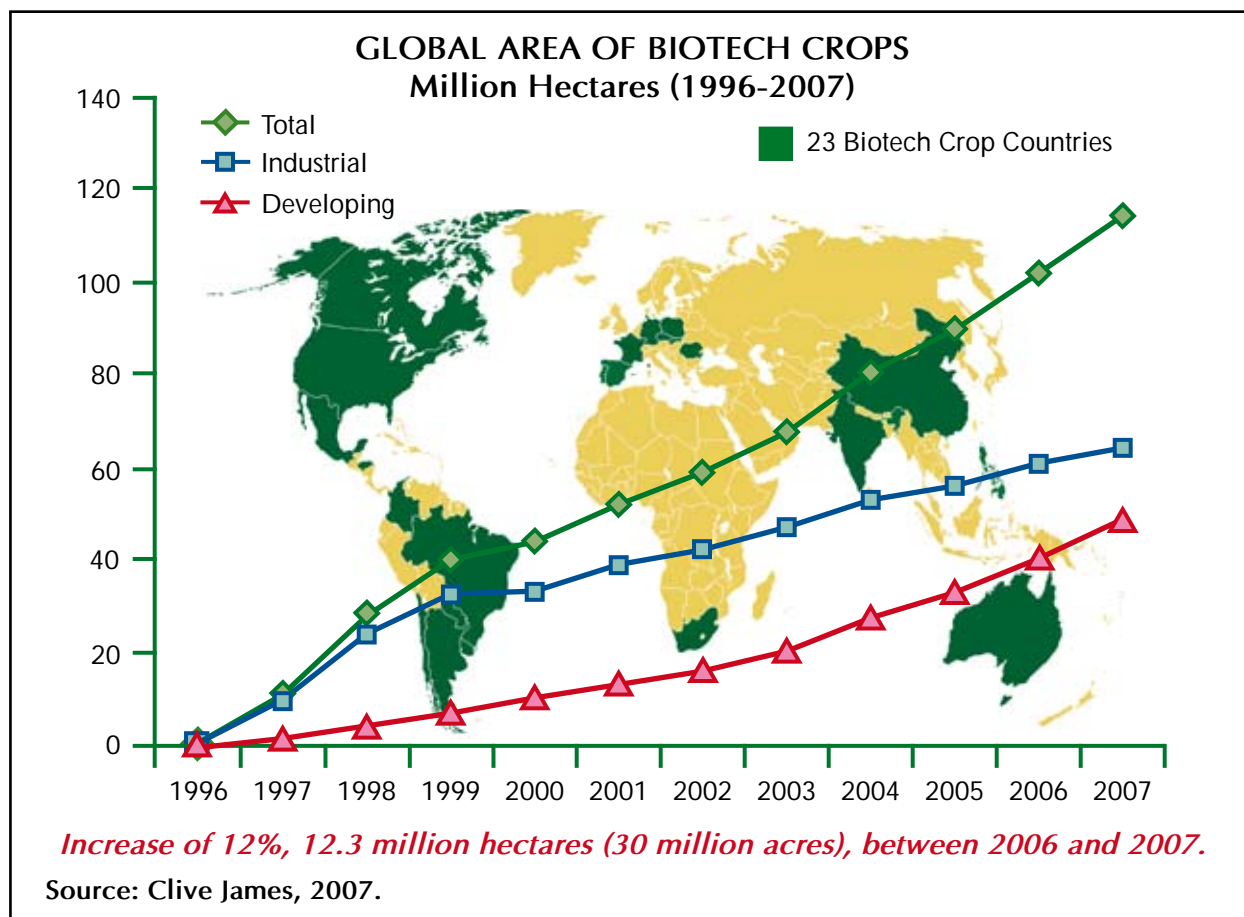 GLOBAL AREA OF BIOTECH CROPS
Million Hectares (1996-2007)
140
120
100
80
60
40
20
0
Total
Industrial
Developing
23 Biotech Crop Countries
1996 1997 1998 1999 2000 2001 2002 2003 2004 2005 2006 2007
Increase of 12%, 12.3 million hectares (30 million acres), between 2006 and 2007.
Source: Clive James, 2007.